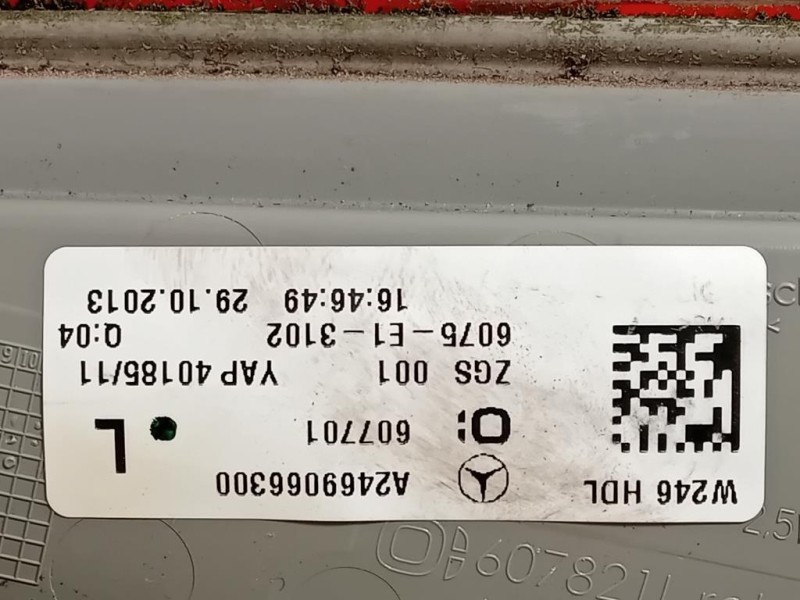 W246 HDL A2469066300
607701 L
ZGS 001 YAP 40185/11
6075-E1-3102 Q:04
16:46:49 29.10.2013
607821L